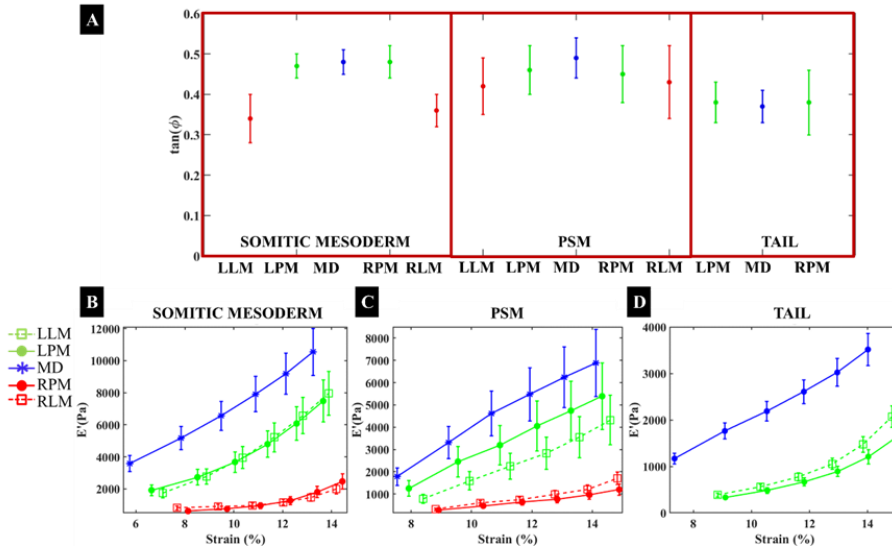 A
0.6
0.5
0.4
0.3
0.2
0.1
0
tan(ϕ)
SOMITIC MESODERM
PSM
TAIL
LLM LPM MD RPM RLM LLM LPM MD RPM RLM LPM MD RPM
LLM
LPM
MD
RPM
RLM
B
SOMITIC MESODERM
12000
10000
8000
6000
4000
2000
E'(Pa)
6 8 10 12 14
Strain (%)
C
PSM
8000
7000
6000
5000
4000
3000
2000
1000
E'(Pa)
8 10 12 14
Strain (%)
D
TAIL
4000
3000
2000
1000
0
E'(Pa)
8 10 12 14
Strain (%)